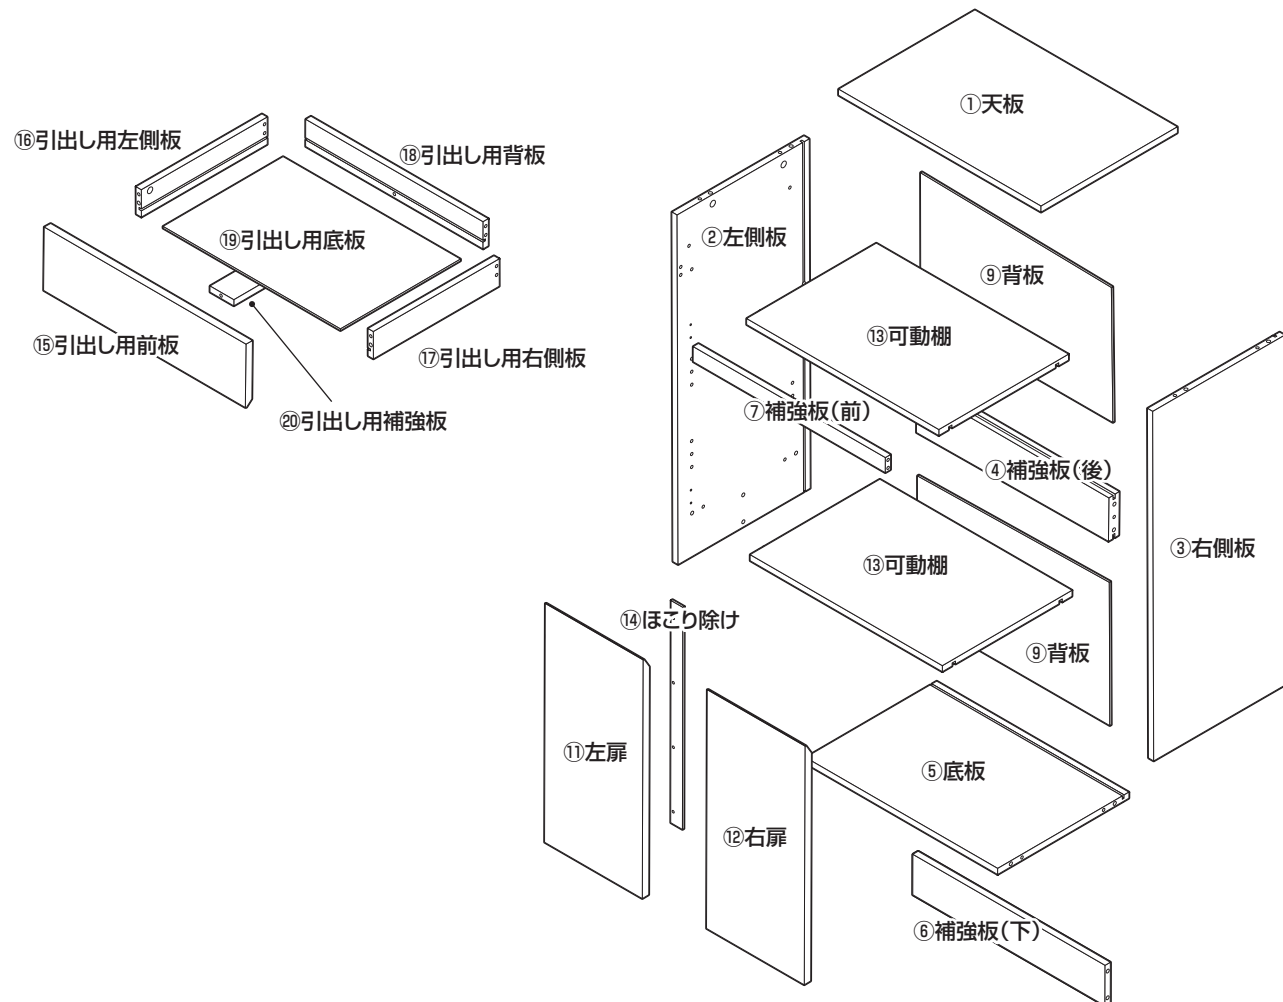 ①天板
⑯引出し用左側板
⑱引出し用背板
②左側板
⑲引出し用底板
⑨背板
⑬可動棚
⑮引出し用前板
⑰引出し用右側板
⑦補強板(前)
⑳引出し用補強板
④補強板(後)
③右側板
⑬可動棚
⑭ほこり除け
⑨背板
⑪左扉
⑤底板
⑫右扉
⑥補強板(下)